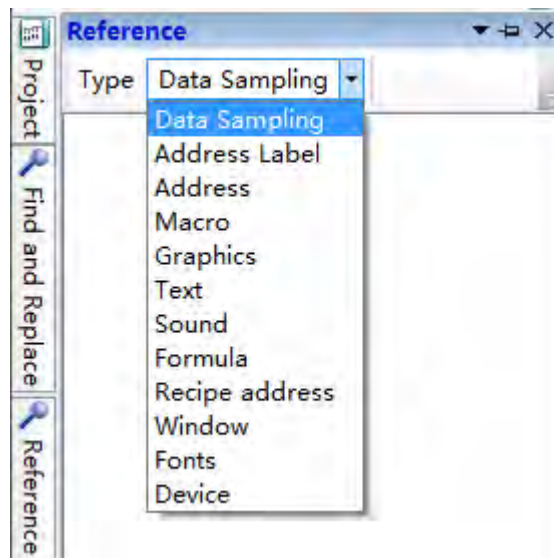 Reference
Type Data Sampling
Data Sampling
Address Label
Address
Macro
Graphics
Text
Sound
Formula
Recipe address
Window
Fonts
Device
Project
Find and Replace
Reference